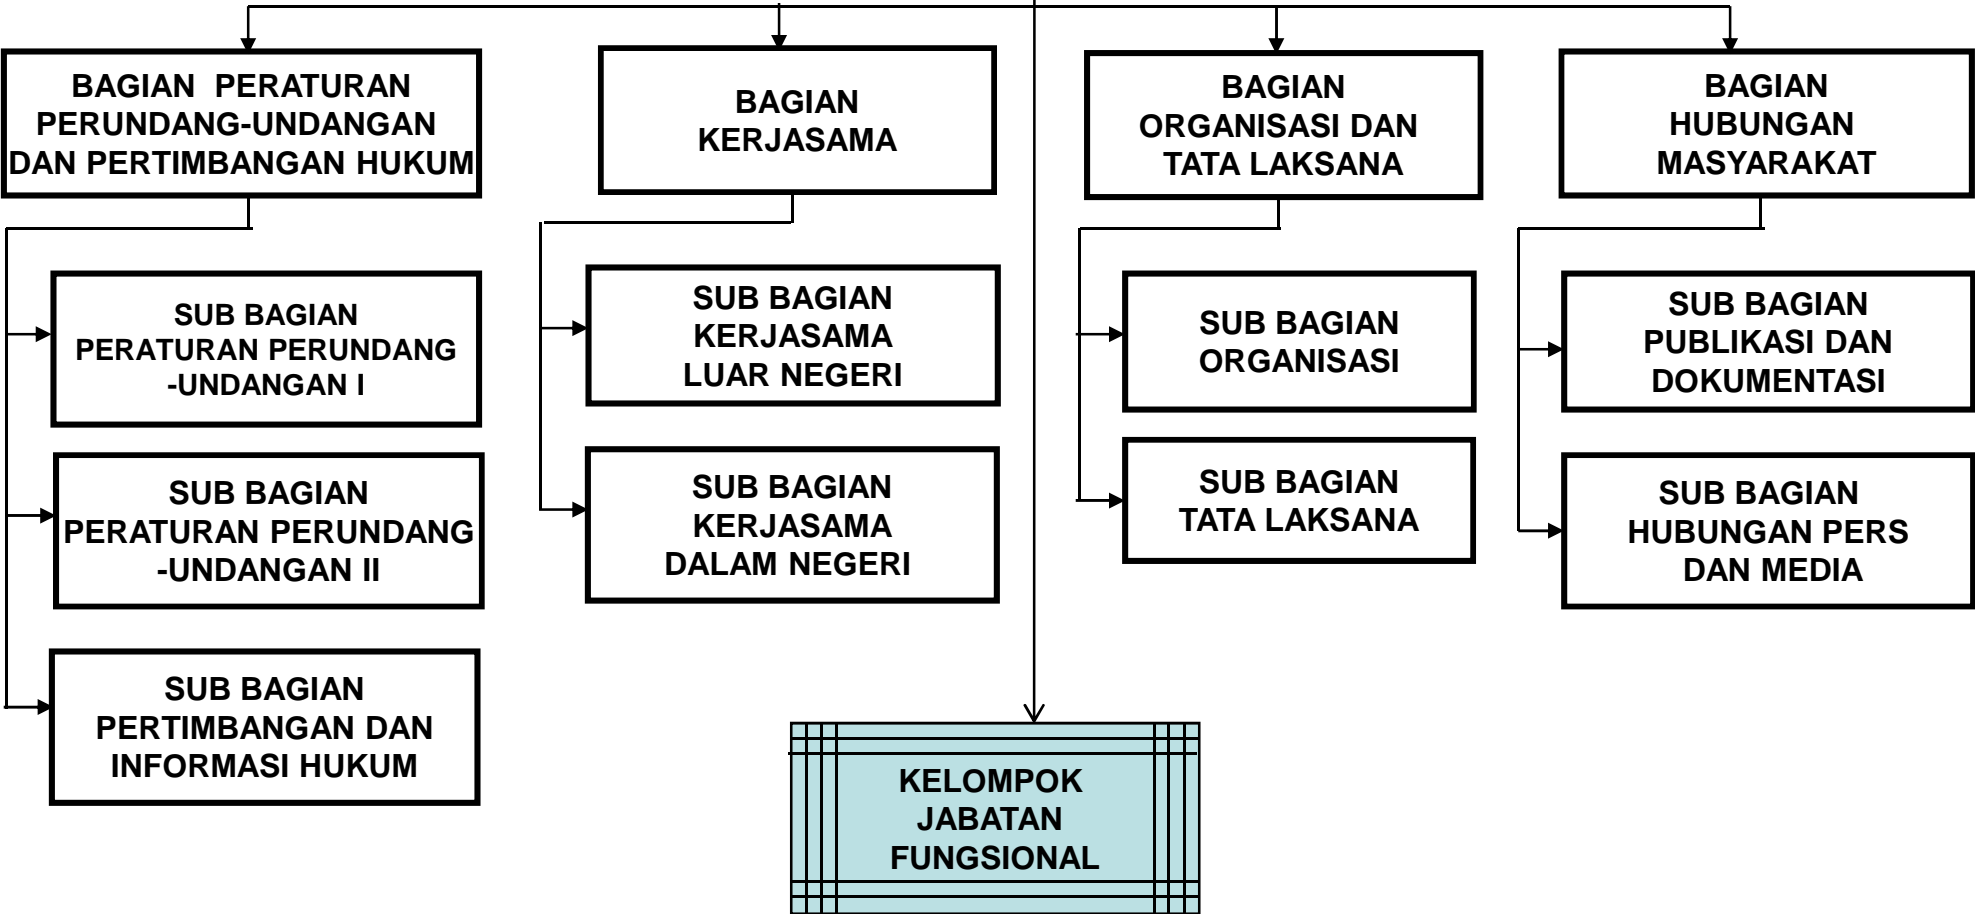 BAGIAN PERATURAN
PERUNDANG-UNDANGAN
DAN PERTIMBANGAN HUKUM
BAGIAN
KERJASAMA
BAGIAN
ORGANISASI DAN
TATA LAKSANA
BAGIAN
HUBUNGAN
MASYARAKAT
SUB BAGIAN
PERATURAN PERUNDANG
-UNDANGAN I
SUB BAGIAN
KERJASAMA
LUAR NEGERI
SUB BAGIAN
ORGANISASI
SUB BAGIAN
PUBLIKASI DAN
DOKUMENTASI
SUB BAGIAN
PERATURAN PERUNDANG
-UNDANGAN II
SUB BAGIAN
KERJASAMA
DALAM NEGERI
SUB BAGIAN
TATA LAKSANA
SUB BAGIAN
HUBUNGAN PERS
DAN MEDIA
SUB BAGIAN
PERTIMBANGAN DAN
INFORMASI HUKUM
KELOMPOK
JABATAN
FUNGSIONAL